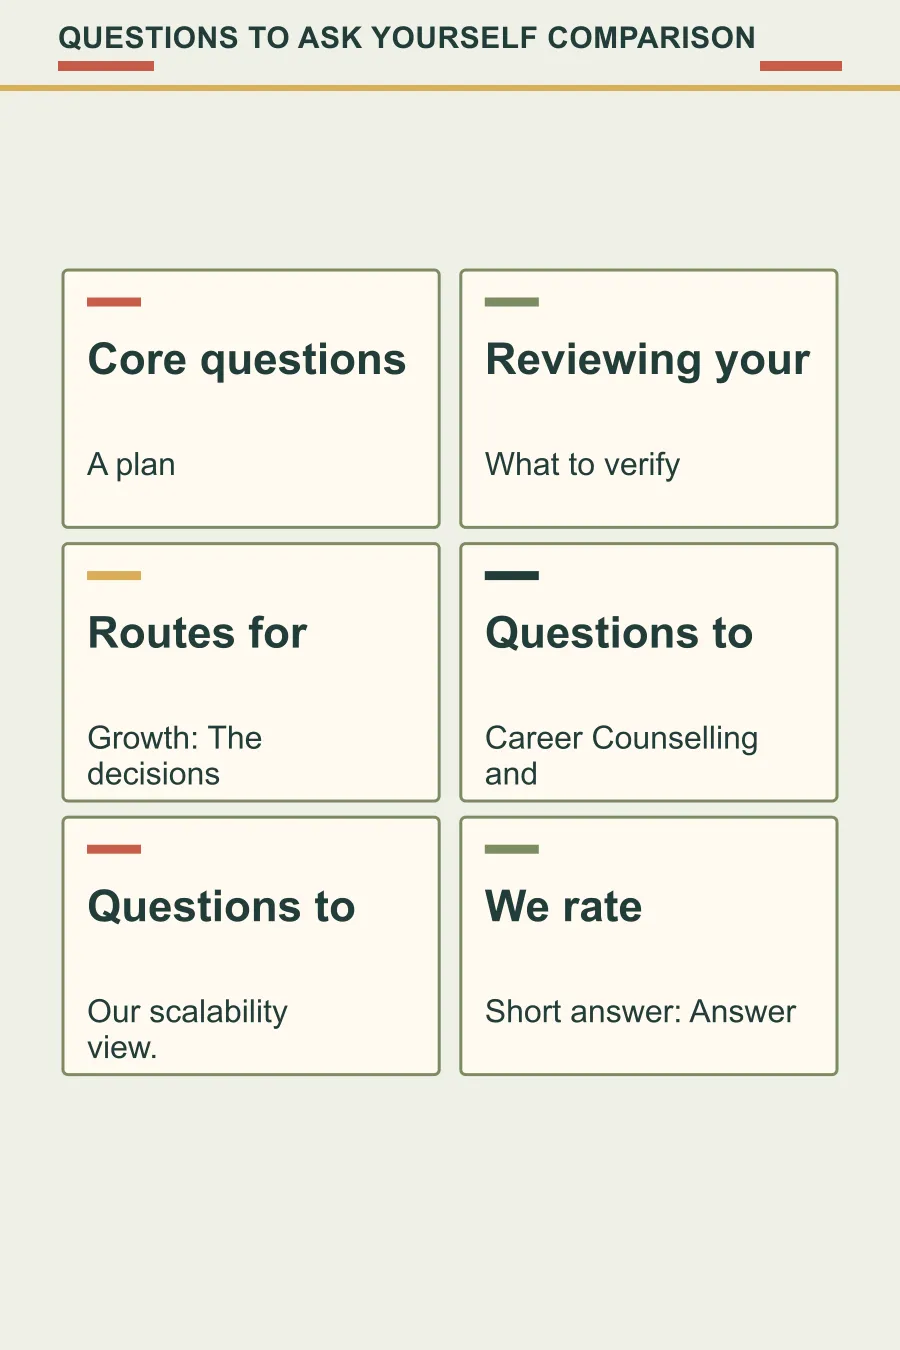 QUESTIONS TO ASK YOURSELF COMPARISON
Core questions
A plan
Reviewing your
What to verify
Routes for
Growth: The
decisions
Questions to
Career Counselling
and
Questions to
Our scalability
view.
We rate
Short answer: Answer